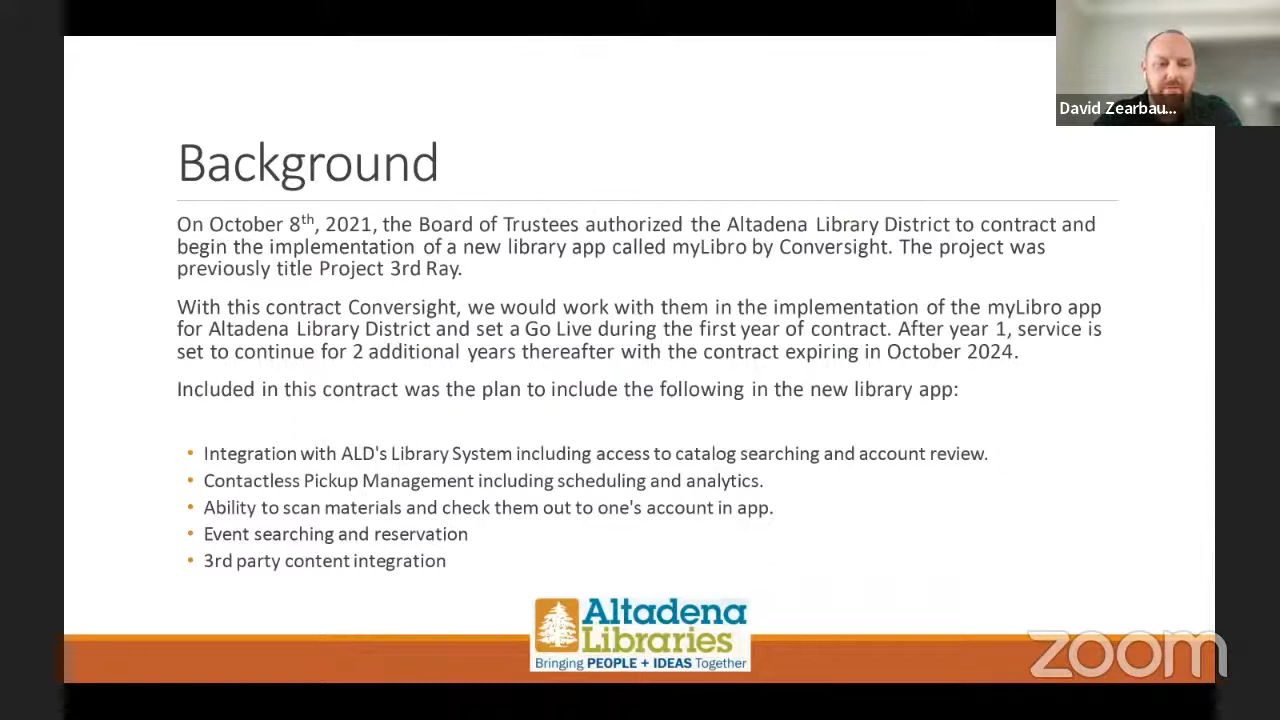 David Zearbau...
Background
On October 8th, 2021, the Board of Trustees authorized the Altadena Library District to contract and
begin the implementation of a new library app called myLibro by Conversight. The project was
previously title Project 3rd Ray.
With this contract Conversight, we would work with them in the implementation of the myLibro app
for Altadena Library District and set a Go Live during the first year of contract. After year 1, service is
set to continue for 2 additional years thereafter with the contract expiring in October 2024.
Included in this contract was the plan to include the following in the new library app:
• Integration with ALD's Library System including access to catalog searching and account review.
• Contactless Pickup Management including scheduling and analytics.
• Ability to scan materials and check them out to one's account in app.
• Event searching and reservation
• 3rd party content integration
Altadena
Libraries
Bringing PEOPLE + IDEAS Together
zoom